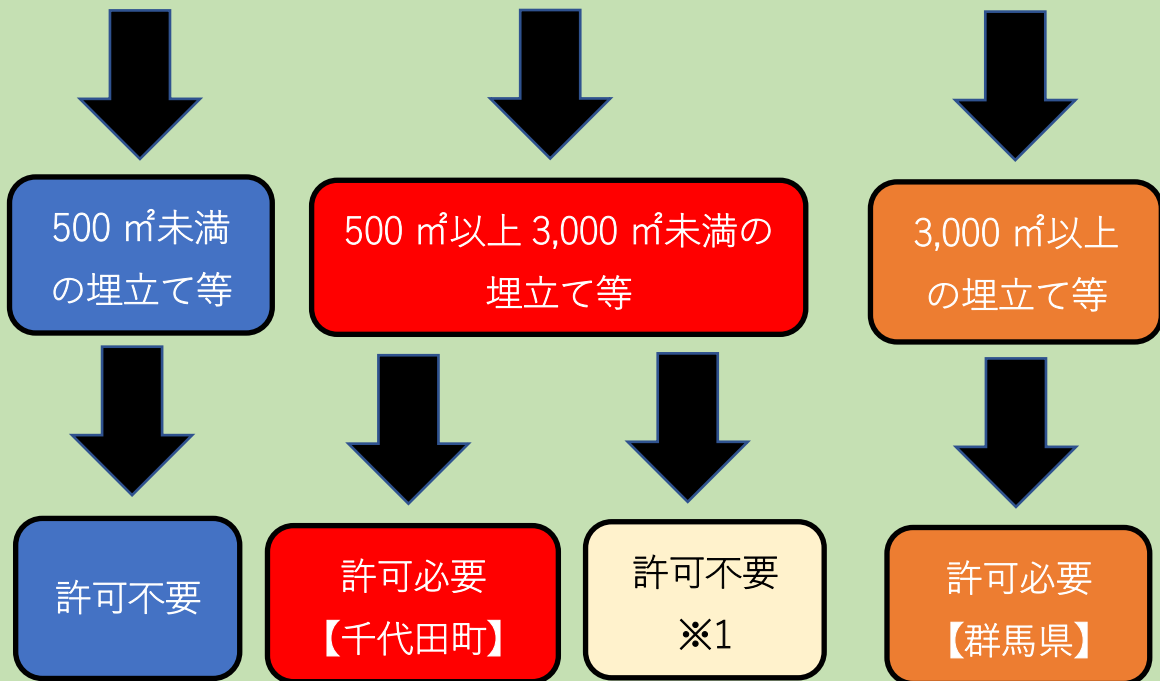 500 ㎡未満
の埋立て等
500 ㎡以上 3,000 ㎡未満の
埋立て等
3,000 ㎡以上
の埋立て等
許可不要
許可必要
【千代田町】
許可不要
※1
許可必要
【群馬県】